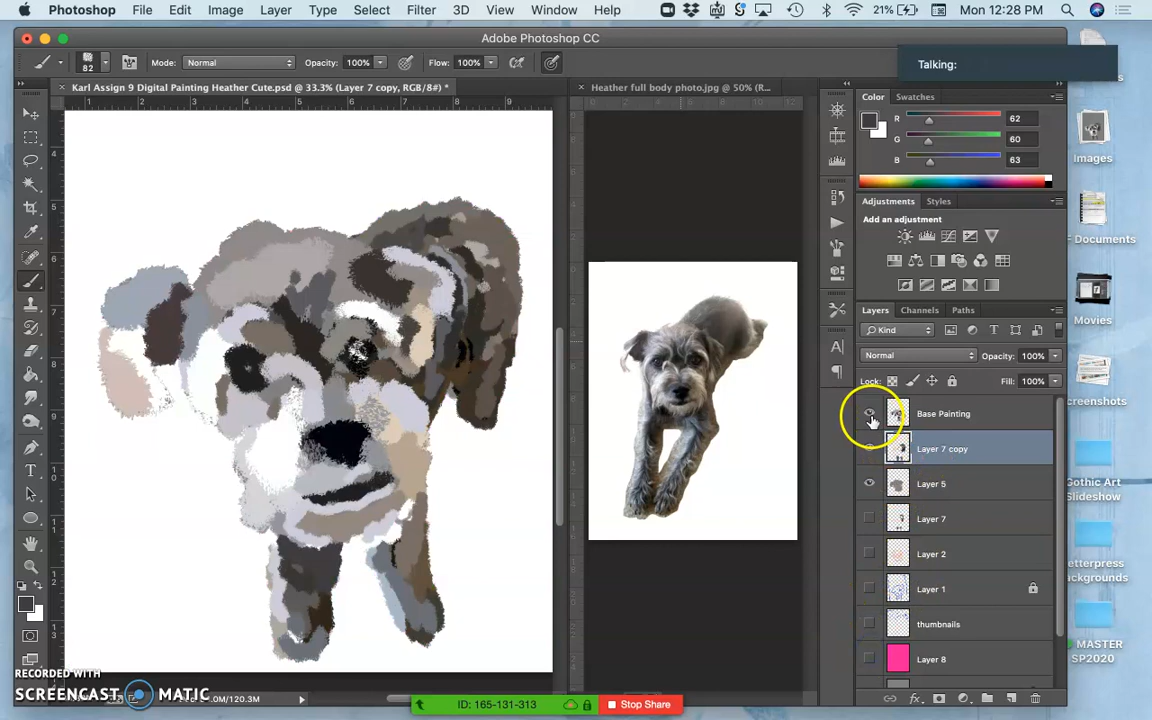 Photoshop File Edit Image Layer Type Select Filter 3D View Window Help 21% Mon 12:28 PM
Adobe Photoshop CC
82 Mode: Normal Opacity: 100% Flow: 100%
Talking:
Karl Assign 9 Digital Painting Heather Cute.psd @ 33.3% (Layer 7 copy, RGB/8#) *
Heather full body photo.jpg @ 50% (R...
Color Swatches
R 62
G 60
B 63
Images
Adjustments Styles
Add an adjustment
F Documents
Movies
Layers Channels Paths
Kind
Normal Opacity: 100%
Lock: Fill: 100%
Screenshots
Base Painting
Layer 7 copy
Layer 5
Gothic Art
Slideshow
Layer 7
Layer 2
Layer 1
etterpress
thumbnails
MASTER
SP2020
Layer 8
RECORDED WITH
SCREENCAST MATIC
.0M/120.3M
ID: 165-131-313 Stop Share